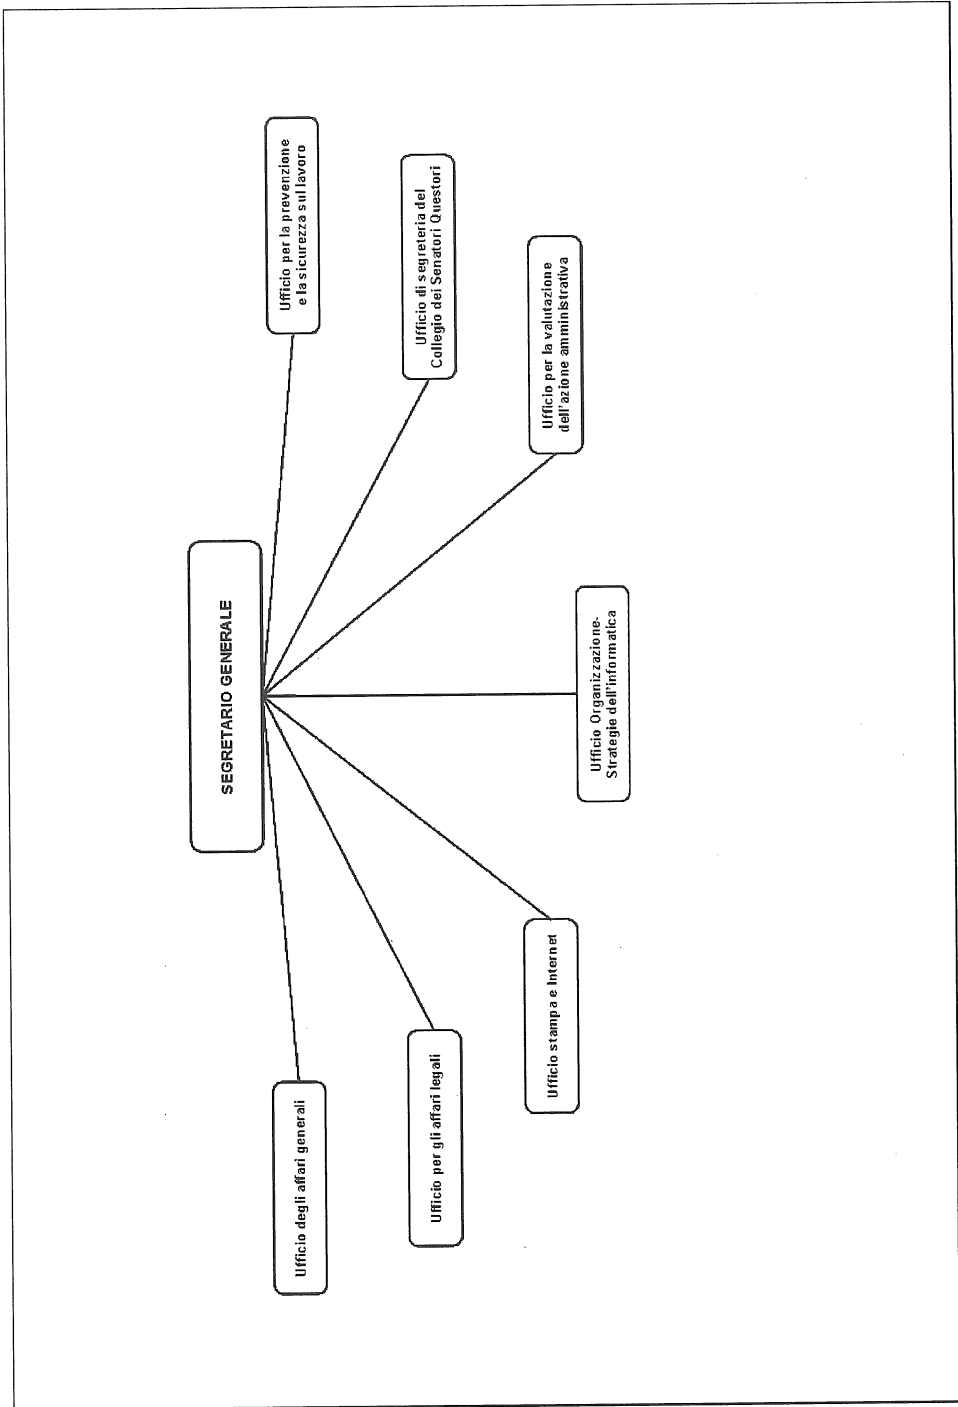 SEGRETARIO GENERALE
Ufficio degli affari generali
Ufficio per gli affari legali
Ufficio stampa e Internet
Ufficio Organizzazione-
Strategie dell'informatica
Ufficio per la valutazione
dell'azione amministrativa
Ufficio di segreteria del
Collegio dei Senatori Questori
Ufficio per la prevenzione
e la sicurezza sul lavoro